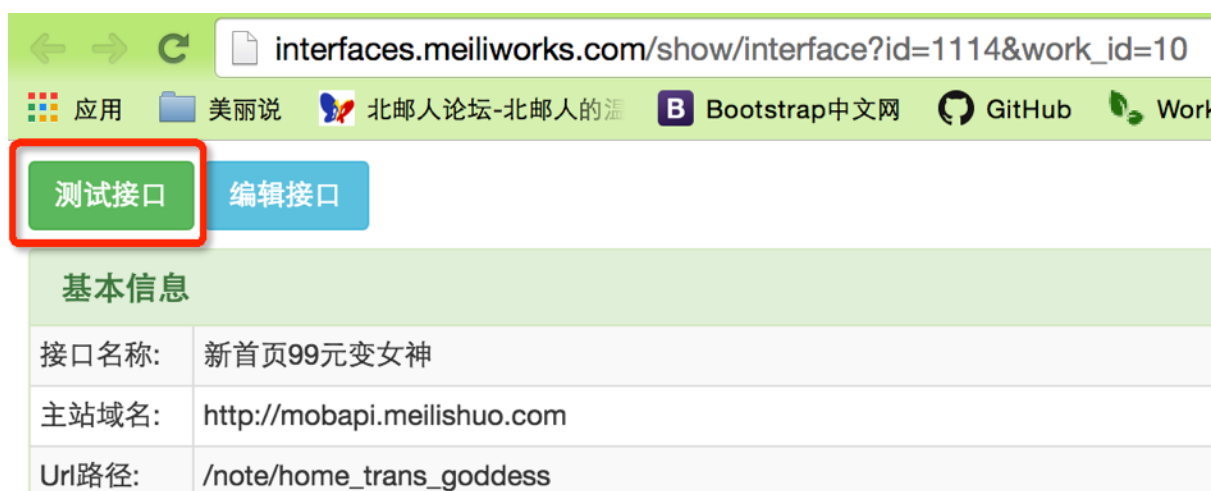 interfaces.meiliworks.com/show/interface?id=1114&work_id=10
应用 美丽说 北邮人论坛-北邮人的温 B Bootstrap中文网 GitHub Work
测试接口 编辑接口
基本信息
接口名称: 新首页99元变女神
主站域名: http://mobapi.meilishuo.com
Url路径: /note/home_trans_goddess